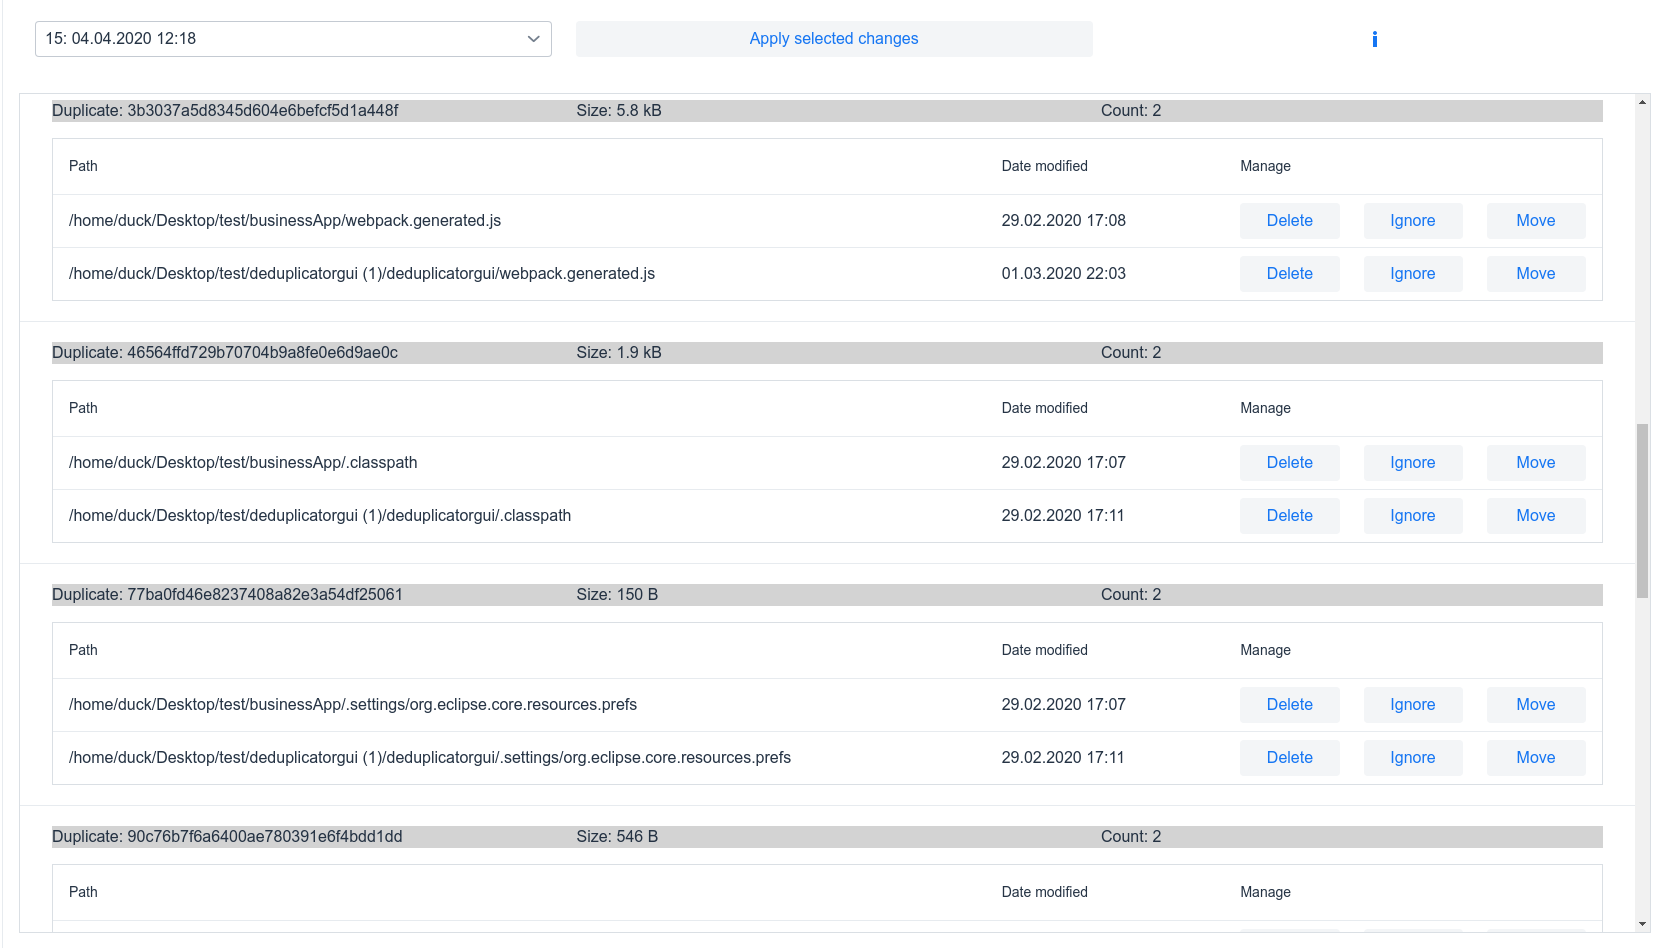 15: 04.04.2020 12:18 Apply selected changes i
Duplicate: 3b3037a5d8345d604e6befcf5d1a448f Size: 5.8 kB Count: 2
Path Date modified Manage
/home/duck/Desktop/test/businessApp/webpack.generated.js 29.02.2020 17:08 Delete Ignore Move
/home/duck/Desktop/test/deduplicatorgui (1)/deduplicatorgui/webpack.generated.js 01.03.2020 22:03 Delete Ignore Move
Duplicate: 46564ffd729b70704b9a8fe0e6d9ae0c Size: 1.9 kB Count: 2
Path Date modified Manage
/home/duck/Desktop/test/businessApp/.classpath 29.02.2020 17:07 Delete Ignore Move
/home/duck/Desktop/test/deduplicatorgui (1)/deduplicatorgui/.classpath 29.02.2020 17:11 Delete Ignore Move
Duplicate: 77ba0fd46e8237408a82e3a54df25061 Size: 150 B Count: 2
Path Date modified Manage
/home/duck/Desktop/test/businessApp/.settings/org.eclipse.core.resources.prefs 29.02.2020 17:07 Delete Ignore Move
/home/duck/Desktop/test/deduplicatorgui (1)/deduplicatorgui/.settings/org.eclipse.core.resources.prefs 29.02.2020 17:11 Delete Ignore Move
Duplicate: 90c76b7f6a6400ae780391e6f4bdd1dd Size: 546 B Count: 2
Path Date modified Manage